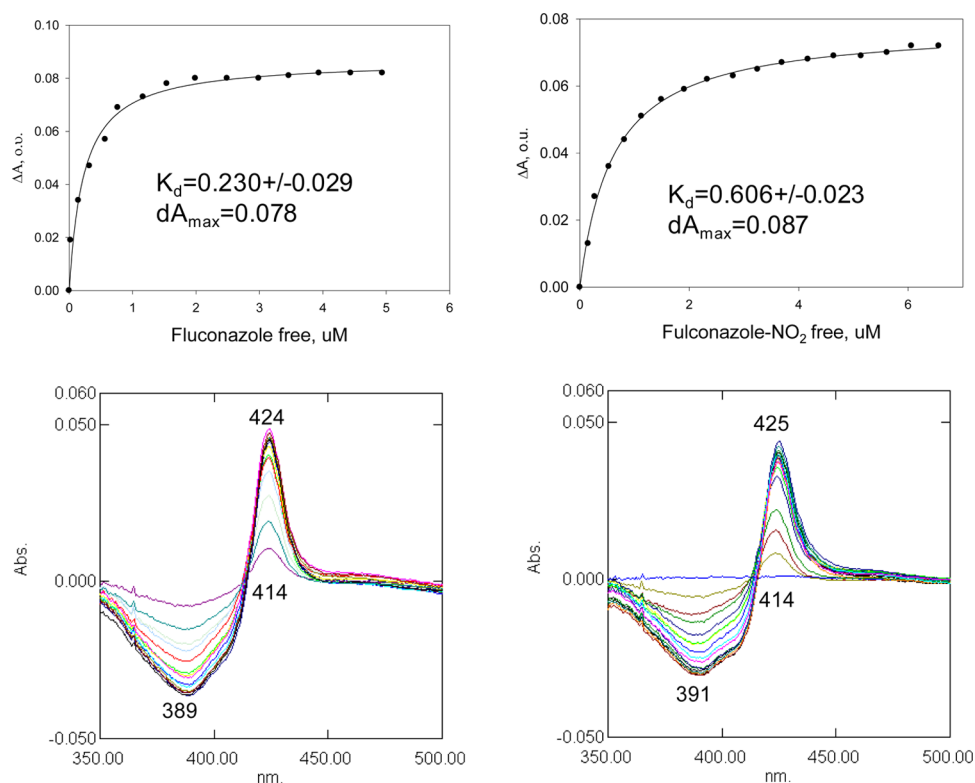 0.10
0.08
0.06
0.04
0.02
0.00
ΔA, o.υ.
Kd=0.230+/-0.029
dAmax=0.078
0 1 2 3 4 5 6
Fluconazole free, uM
0.08
0.06
0.04
0.02
0.00
ΔA, o.u.
Kd=0.606+/-0.023
dAmax=0.087
0 2 4 6
Fulconazole-NO2 free, uM
0.060
0.050
0.000
-0.050
Abs.
424
414
389
350.00 400.00 450.00 500.00
nm.
0.060
0.050
0.000
-0.050
Abs.
425
414
391
350.00 400.00 450.00 500.00
nm.